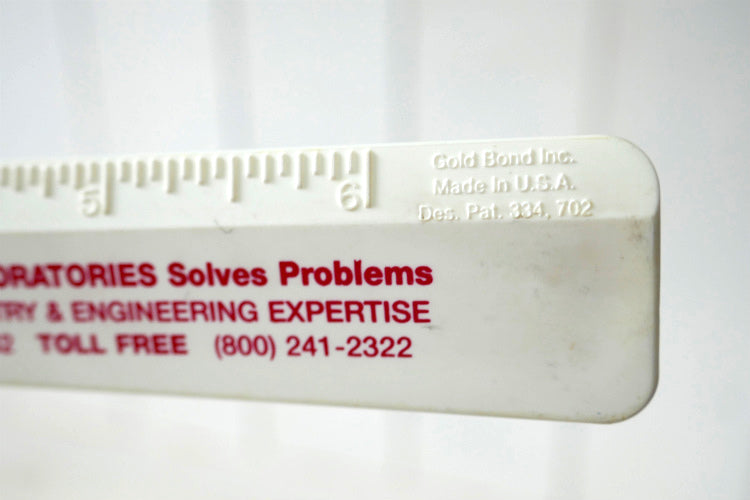 5 6
Gold Bond Inc.
Made In U.S.A.
Des. Pat. 334, 702
ORATORIES Solves Problems
TRY & ENGINEERING EXPERTISE
2 TOLL FREE (800) 241-2322